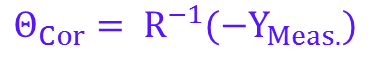 Θ_Cor = R⁻¹(−Y_Meas.)